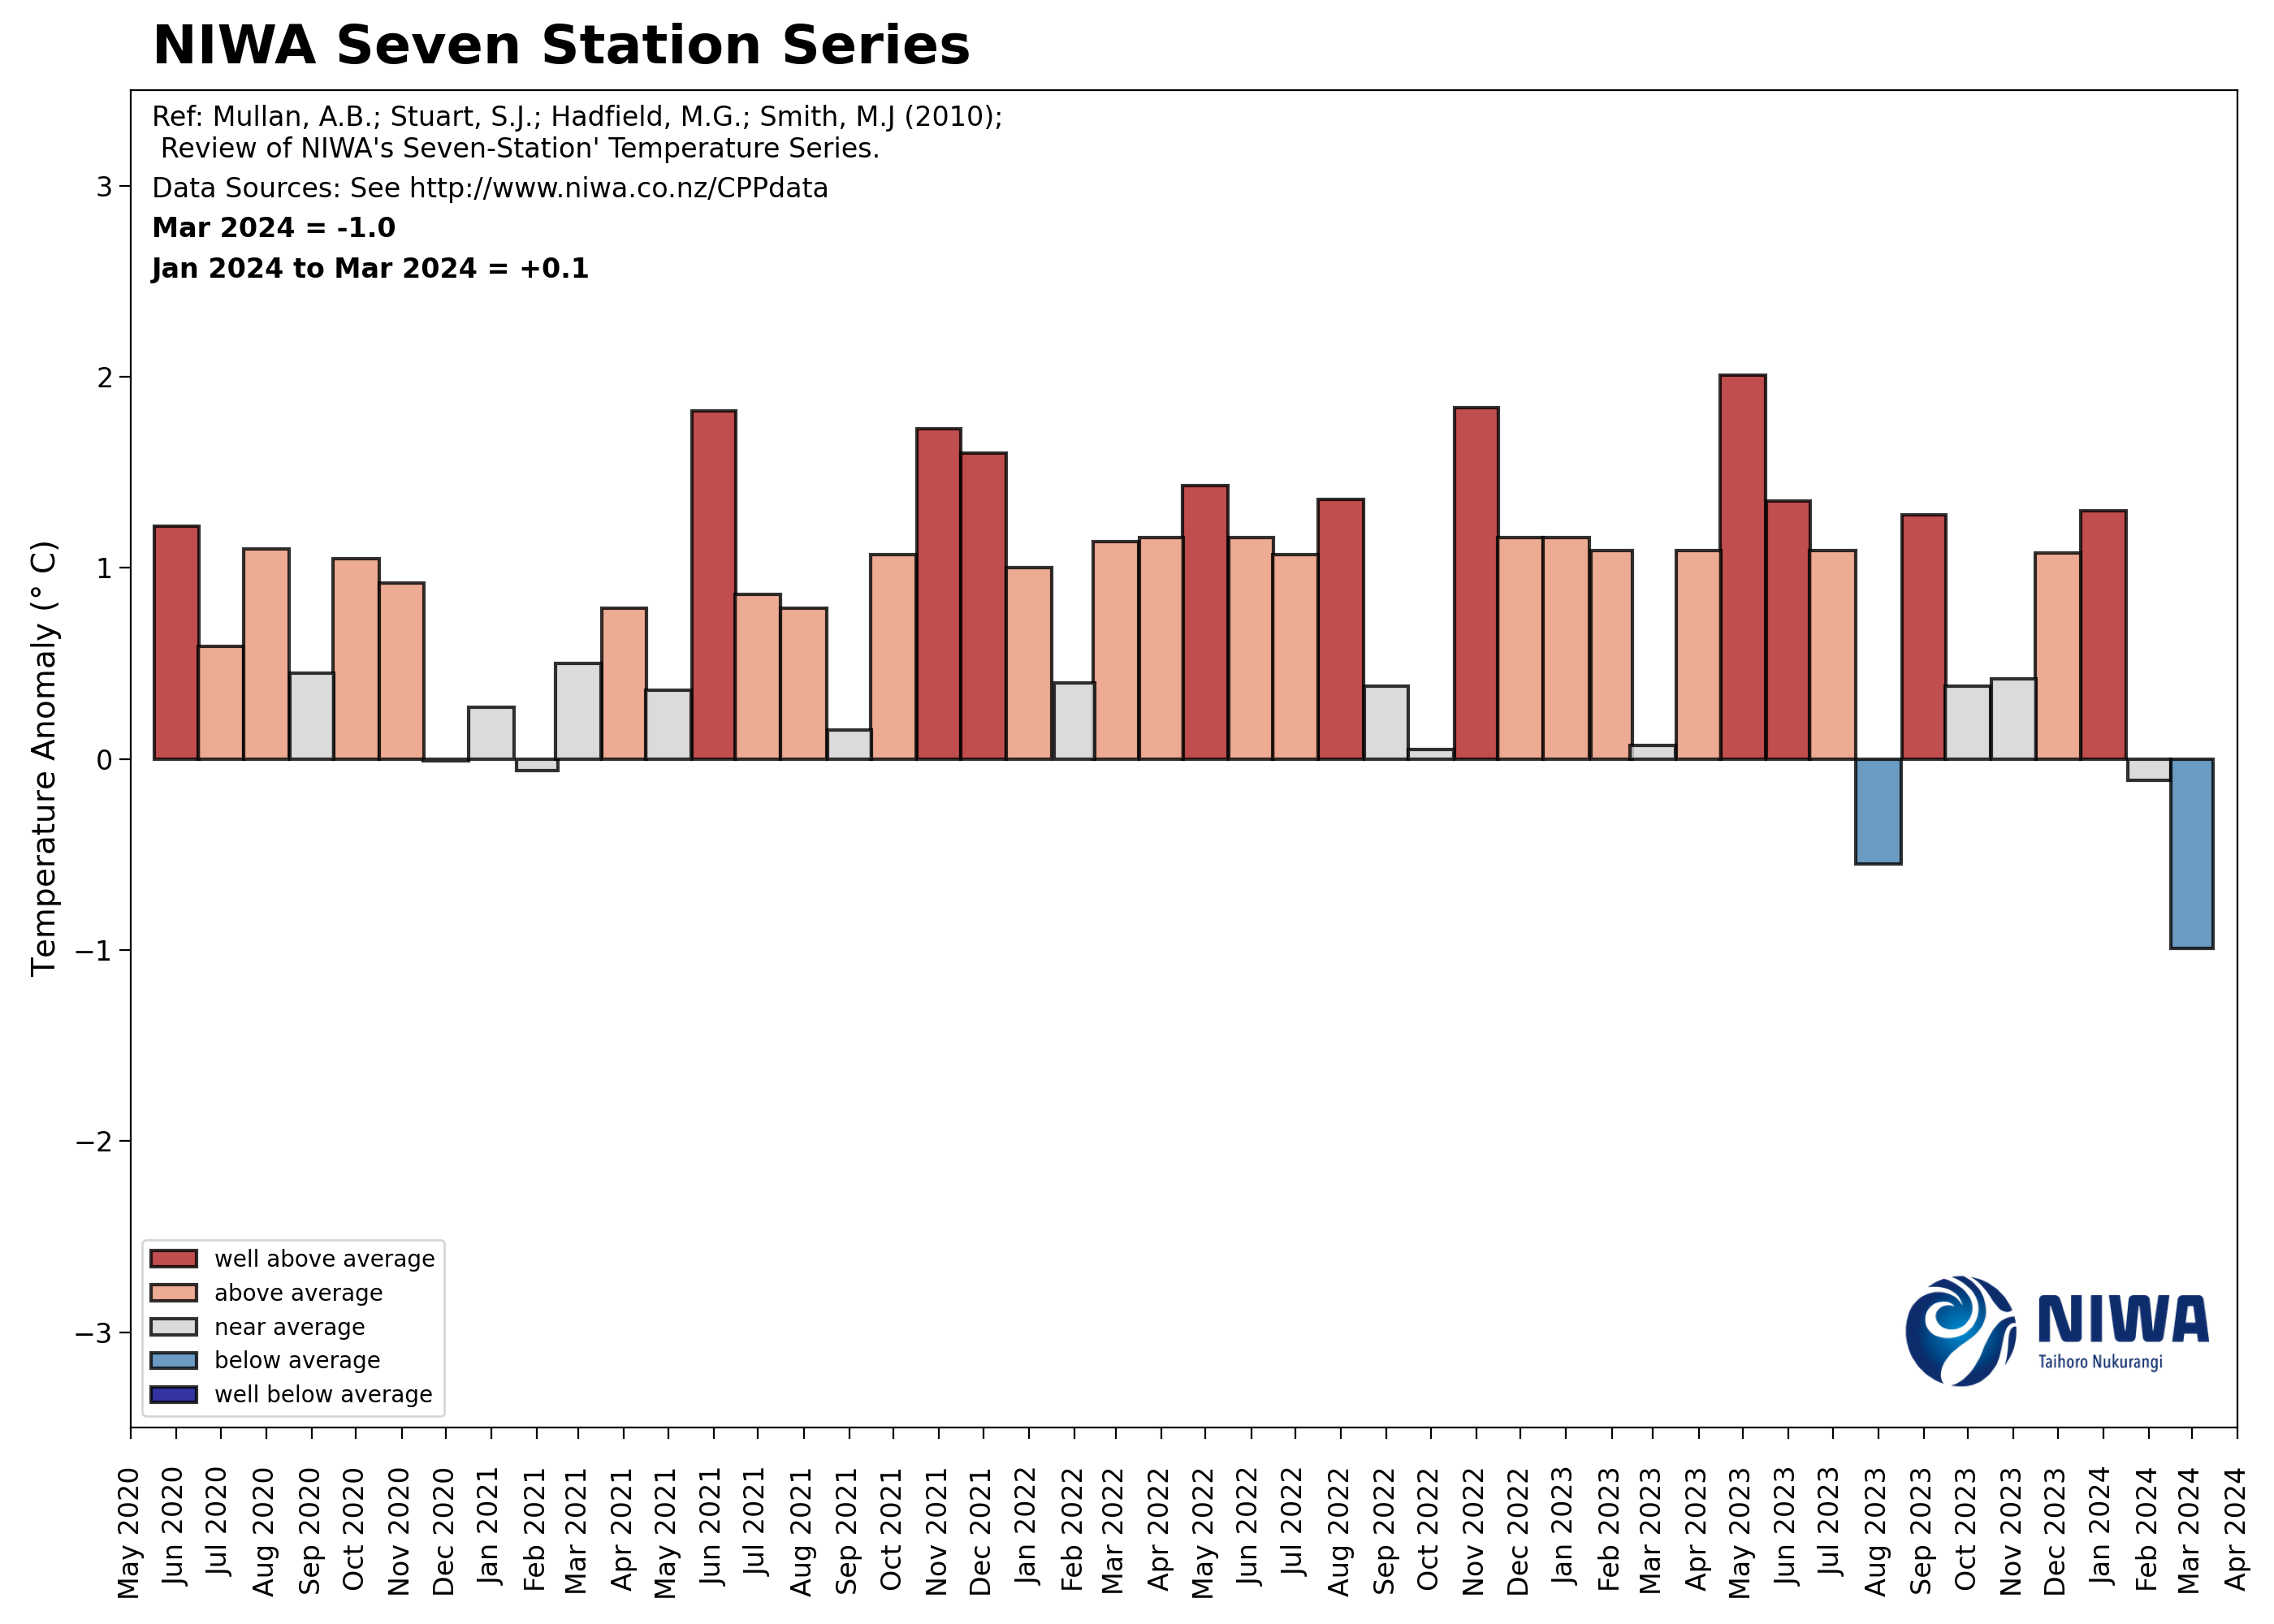 NIWA Seven Station Series
Ref: Mullan, A.B.; Stuart, S.J.; Hadfield, M.G.; Smith, M.J (2010);
Review of NIWA's Seven-Station' Temperature Series.
Data Sources: See http://www.niwa.co.nz/CPPdata
Mar 2024 = -1.0
Jan 2024 to Mar 2024 = +0.1
Temperature Anomaly (° C)
3
2
1
0
−1
−2
−3
well above average
above average
near average
below average
well below average
NIWA
Taihoro Nukurangi
May 2020
Jun 2020
Jul 2020
Aug 2020
Sep 2020
Oct 2020
Nov 2020
Dec 2020
Jan 2021
Feb 2021
Mar 2021
Apr 2021
May 2021
Jun 2021
Jul 2021
Aug 2021
Sep 2021
Oct 2021
Nov 2021
Dec 2021
Jan 2022
Feb 2022
Mar 2022
Apr 2022
May 2022
Jun 2022
Jul 2022
Aug 2022
Sep 2022
Oct 2022
Nov 2022
Dec 2022
Jan 2023
Feb 2023
Mar 2023
Apr 2023
May 2023
Jun 2023
Jul 2023
Aug 2023
Sep 2023
Oct 2023
Nov 2023
Dec 2023
Jan 2024
Feb 2024
Mar 2024
Apr 2024